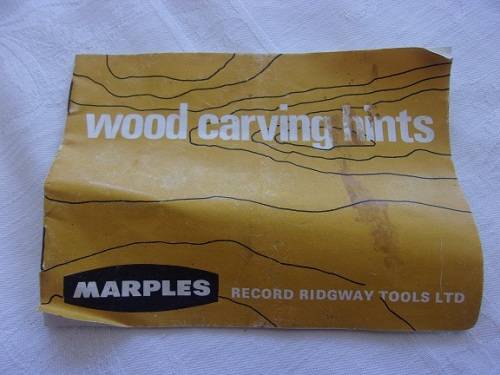 wood carving hints
MARPLES
RECORD RIDGWAY TOOLS LTD